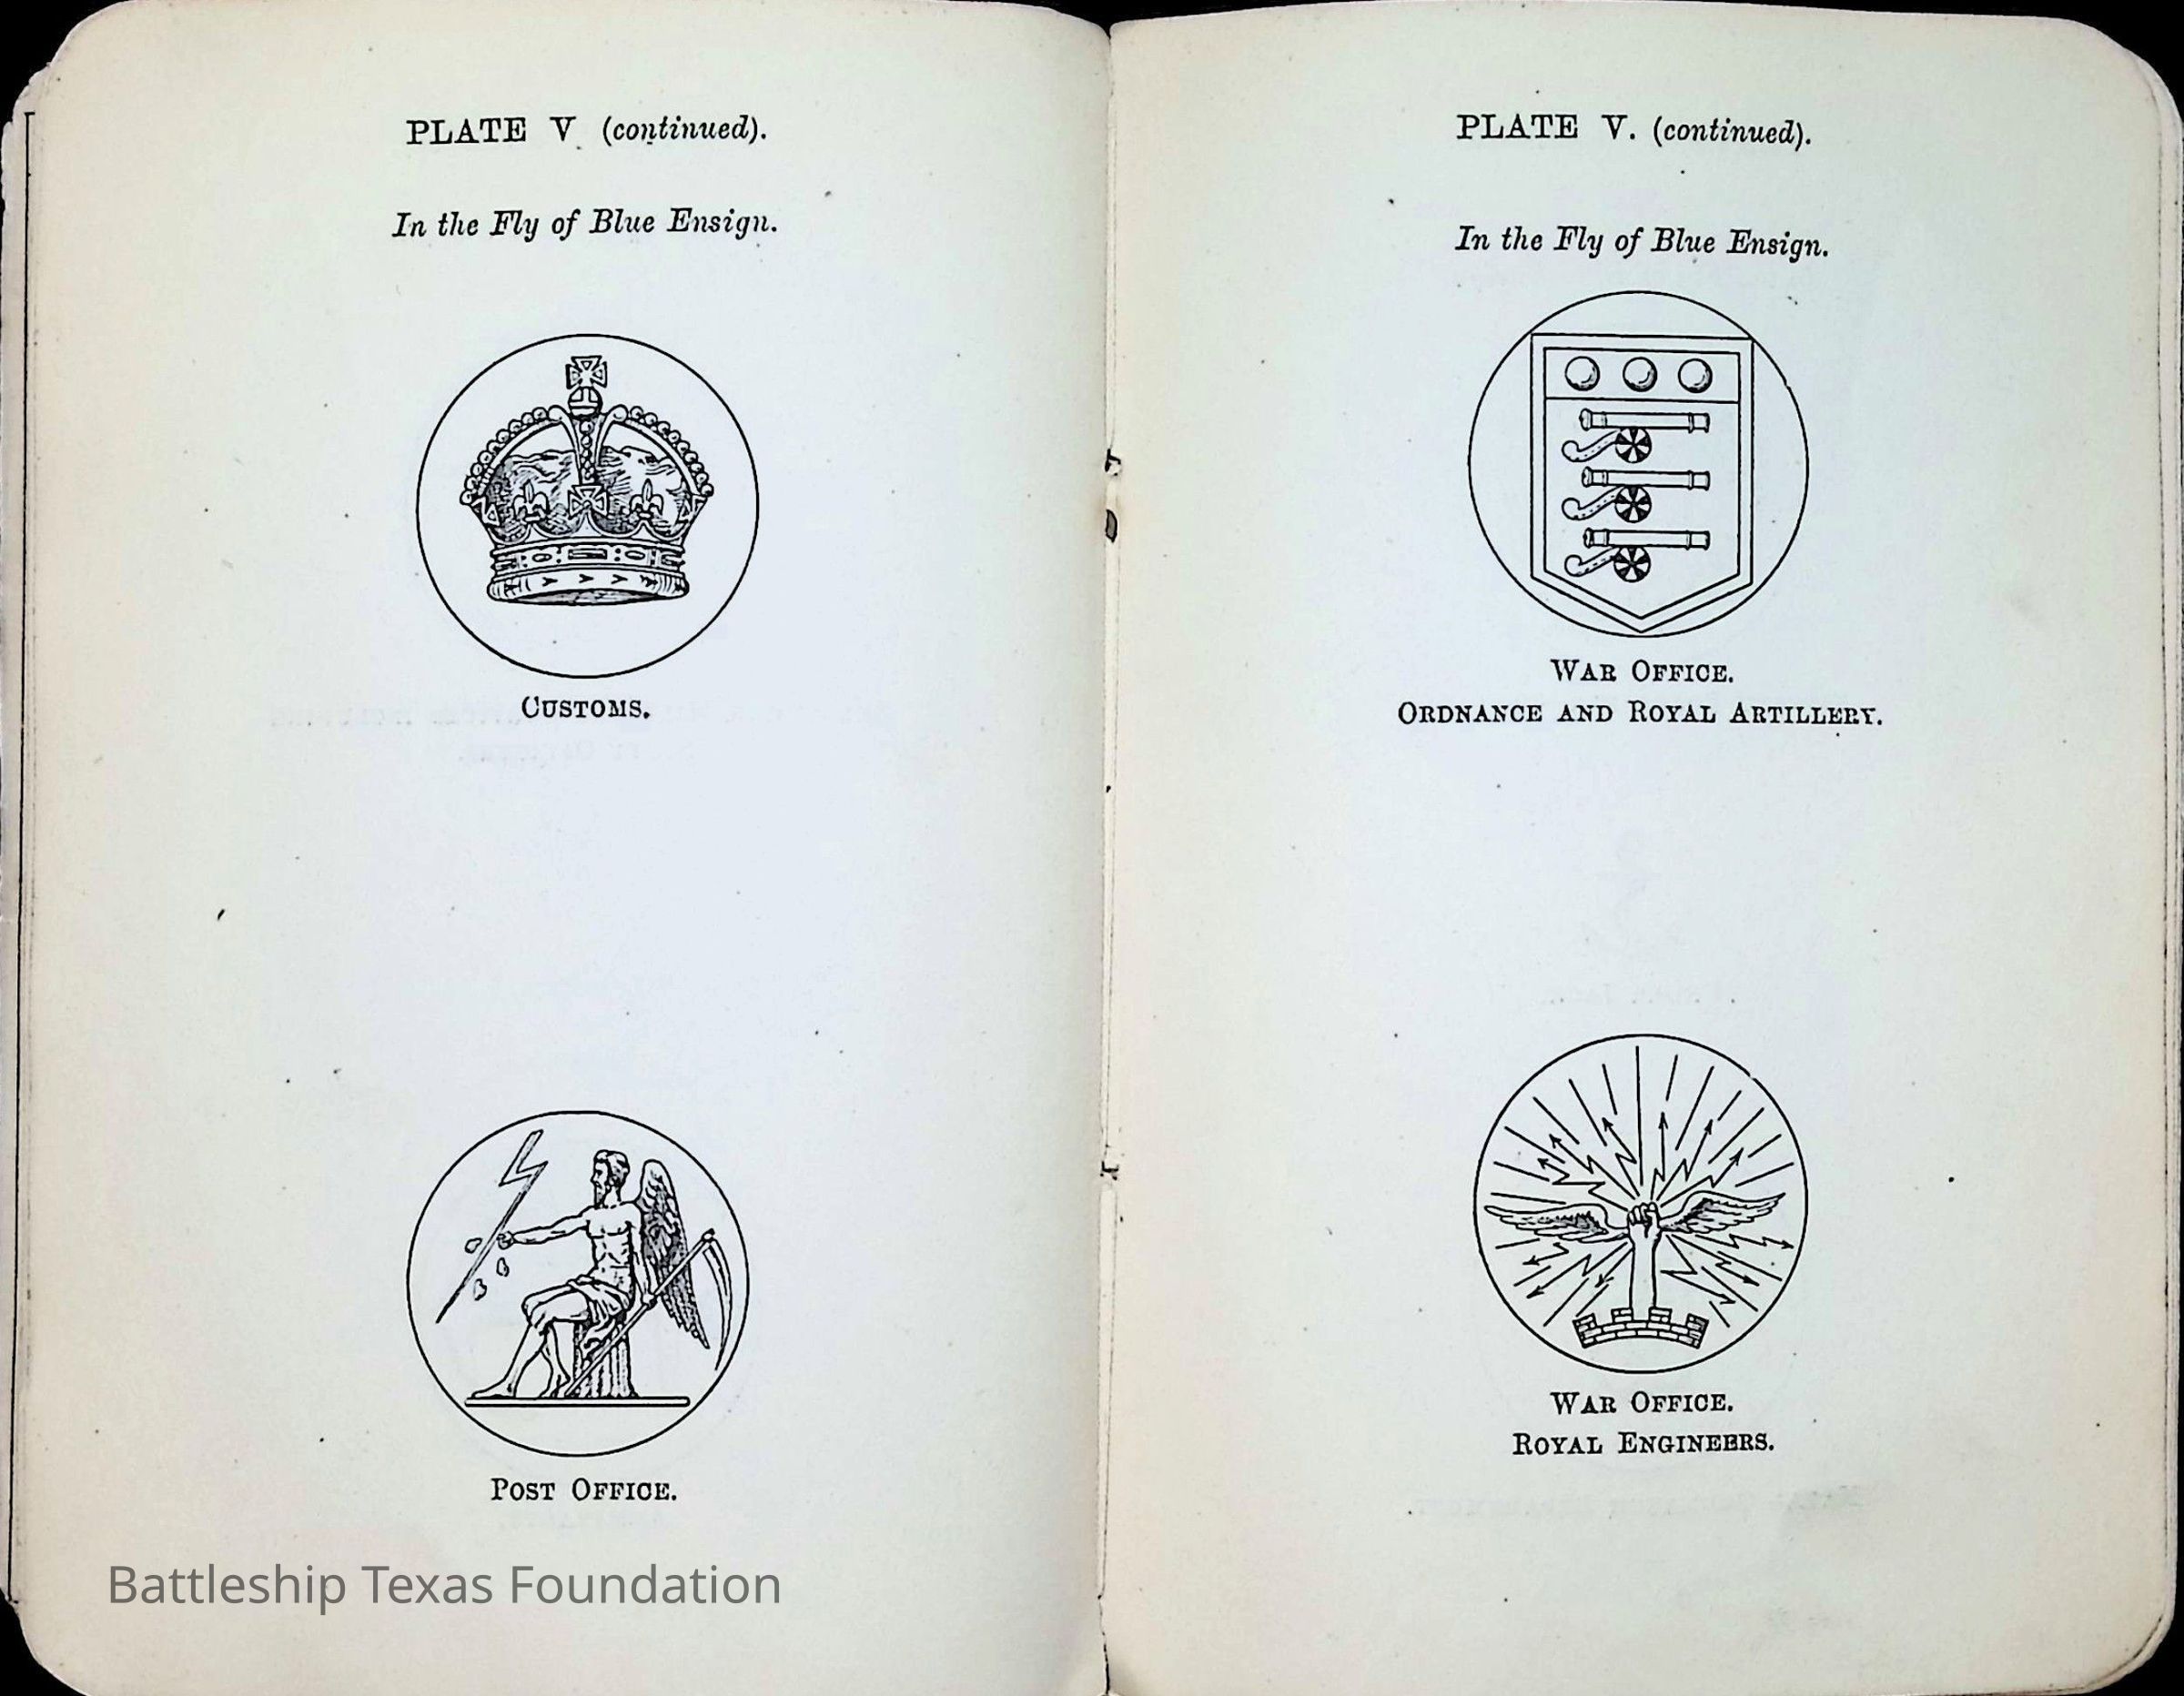 PLATE V (continued).
In the Fly of Blue Ensign.
CUSTOMS.
POST OFFICE.
Battleship Texas Foundation
PLATE V. (continued).
In the Fly of Blue Ensign.
WAR OFFICE.
ORDNANCE AND ROYAL ARTILLERY.
WAR OFFICE.
ROYAL ENGINEERS.